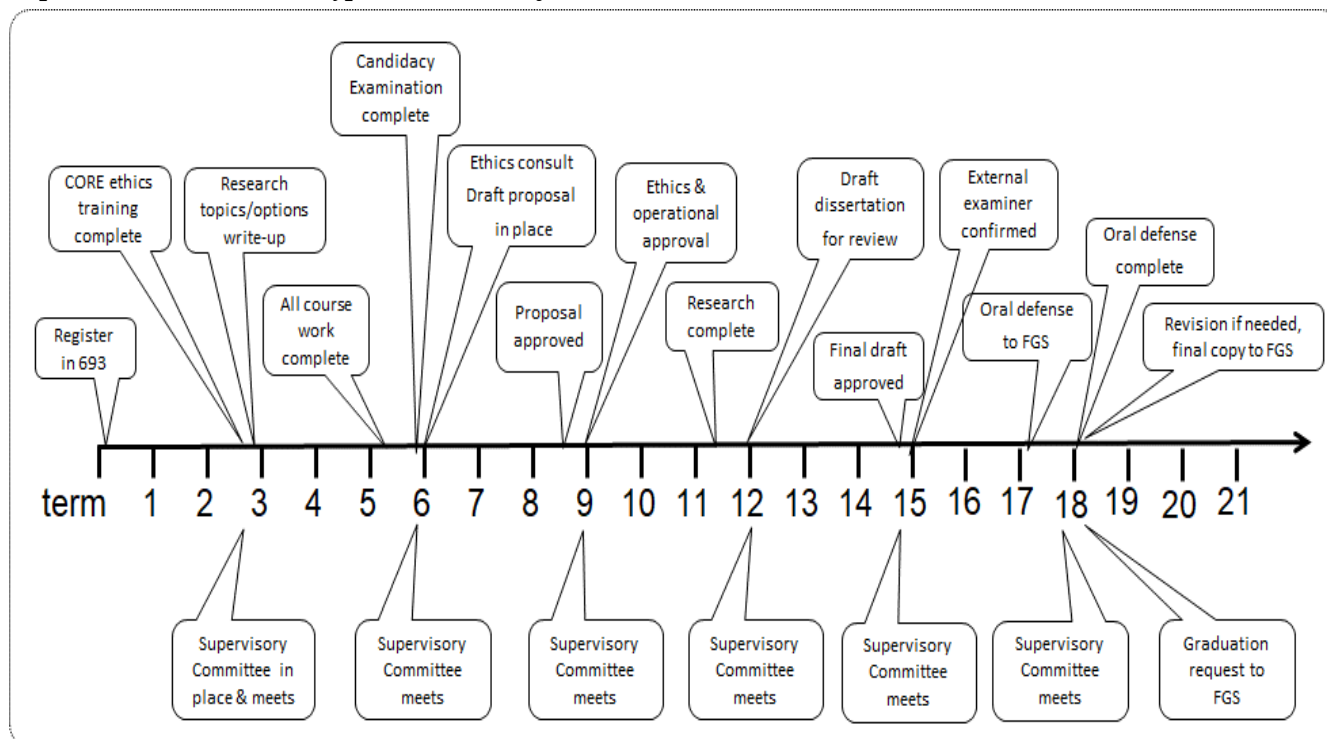 Candidacy
Examination
complete
CORE ethics
training
complete
Research
topics/options
write-up
Ethics consult
Draft proposal
in place
Ethics &
operational
approval
Draft
dissertation
for review
External
examiner
confirmed
Oral defense
complete
Register
in 693
All course
work
complete
Proposal
approved
Research
complete
Final draft
approved
Oral defense
to FGS
Revision if needed,
final copy to FGS
term 1 2 3 4 5 6 7 8 9 10 11 12 13 14 15 16 17 18 19 20 21
Supervisory
Committee in
place & meets
Supervisory
Committee
meets
Supervisory
Committee
meets
Supervisory
Committee
meets
Supervisory
Committee
meets
Supervisory
Committee
meets
Graduation
request to
FGS